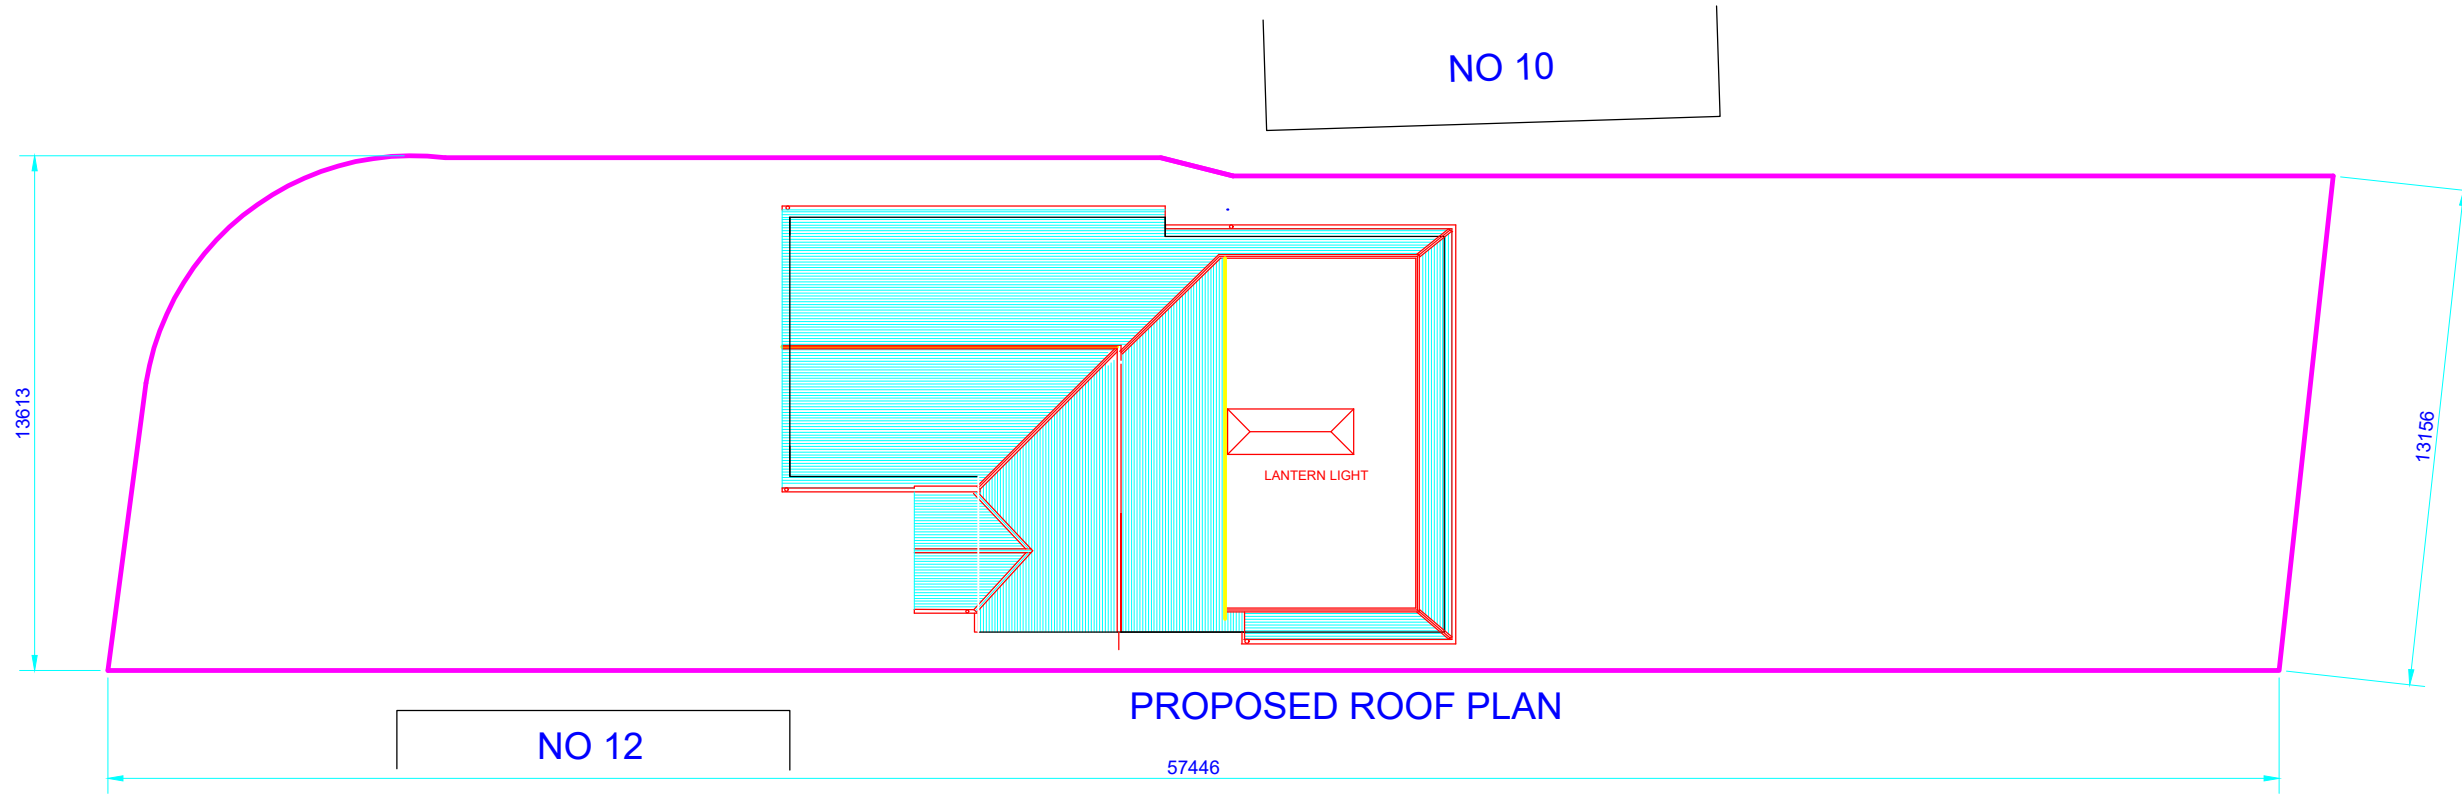 NO 10
13613
13156
LANTERN LIGHT
PROPOSED ROOF PLAN
NO 12
57446